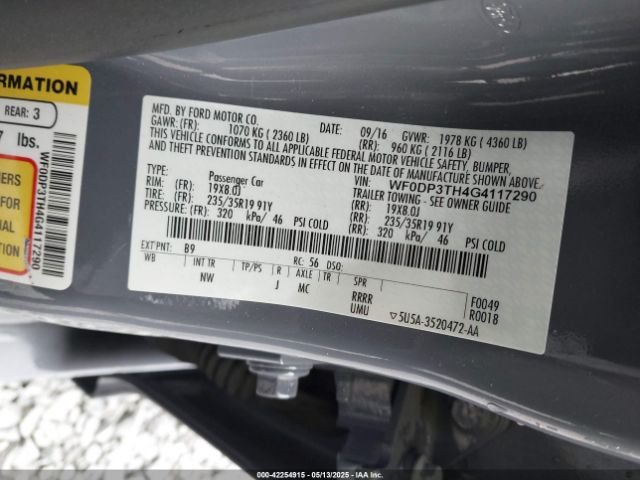 RMATION
REAR: 3
7 lbs.
NERS
WF0DP3TH4G4117290
MFD. BY FORD MOTOR CO.
DATE: 09/16 GVWR: 1978 KG ( 4360 LB)
GAWR: (FR): 1070 KG ( 2360 LB) (RR): 960 KG ( 2116 LB)
THIS VEHICLE CONFORMS TO ALL APPLICABLE FEDERAL MOTOR VEHICLE SAFETY, BUMPER,
AND THEFT PREVENTION STANDARDS IN EFFECT ON THE DATE OF MANUFACTURE SHOWN ABOVE.
VIN: WF0DP3TH4G4117290
TYPE: Passenger Car TRAILER TOWING - SEE OWNER GUIDE
RIM: (FR) 19X8.0J (RR): 19X8.0J
TIRE: (FR): 235/35R19 91Y (RR): 235/35R19 91Y
PRESSURE: (FR): 320 kPa/ 46 PSI COLD (RR): 320 kPa/ 46 PSI COLD
EXT PNT: B9 RC: 56 DSO:
WB INT TR TP/PS R AXLE TR SPR
NW J MC RRRR F0049
UMU R0018
▽5U5A-3520472-AA
000-42254915 - 05/13/2025 - IAAI.COM